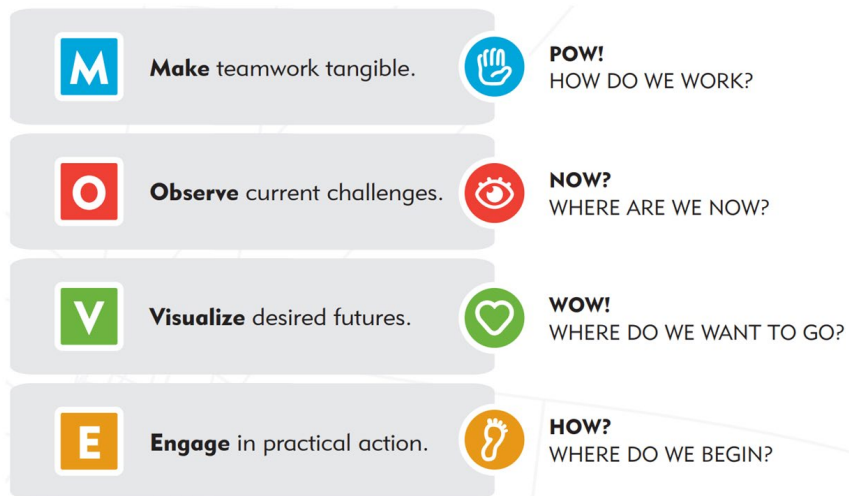 M
Make teamwork tangible.
POW!
HOW DO WE WORK?
O
Observe current challenges.
NOW?
WHERE ARE WE NOW?
V
Visualize desired futures.
WOW!
WHERE DO WE WANT TO GO?
E
Engage in practical action.
HOW?
WHERE DO WE BEGIN?